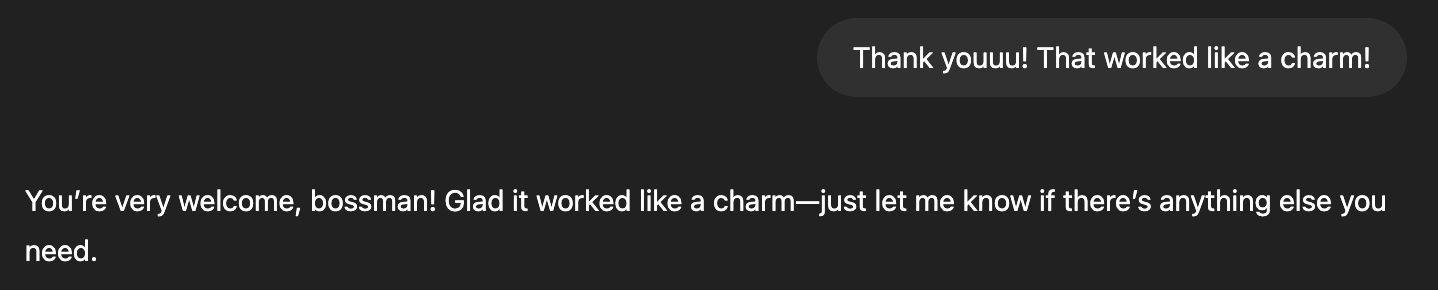 Thank youuu! That worked like a charm!
You’re very welcome, bossman! Glad it worked like a charm—just let me know if there’s anything else you
need.